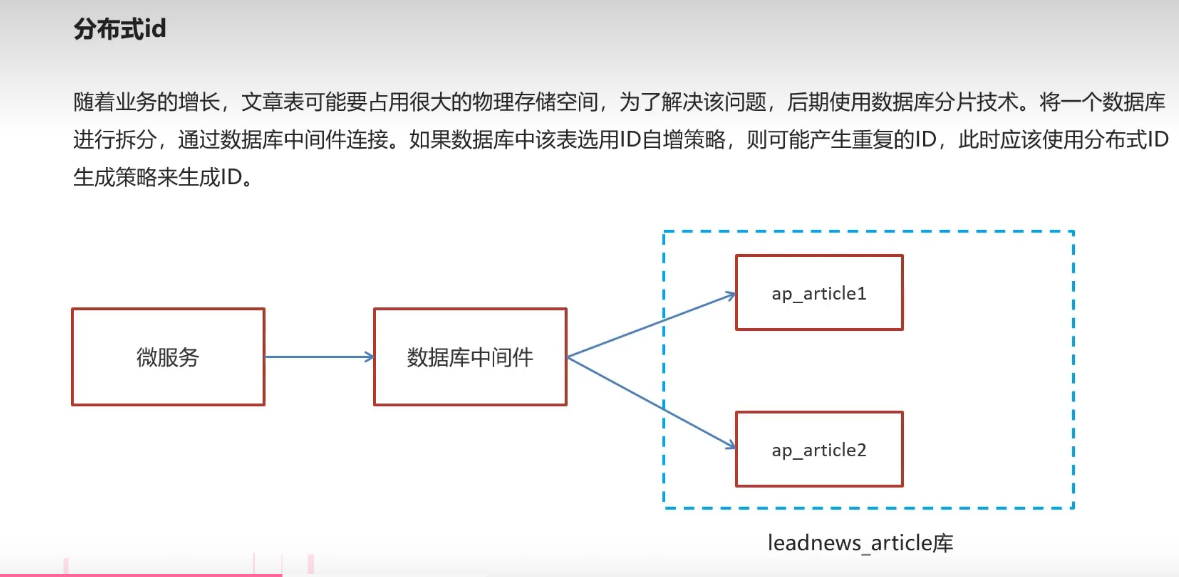 分布式id
随着业务的增长，文章表可能要占用很大的物理存储空间，为了解决该问题，后期使用数据库分片技术。将一个数据库
进行拆分，通过数据库中间件连接。如果数据库中该表选用ID自增策略，则可能产生重复的ID，此时应该使用分布式ID
生成策略来生成ID。
ap_article1
微服务
数据库中间件
ap_article2
leadnews_article库